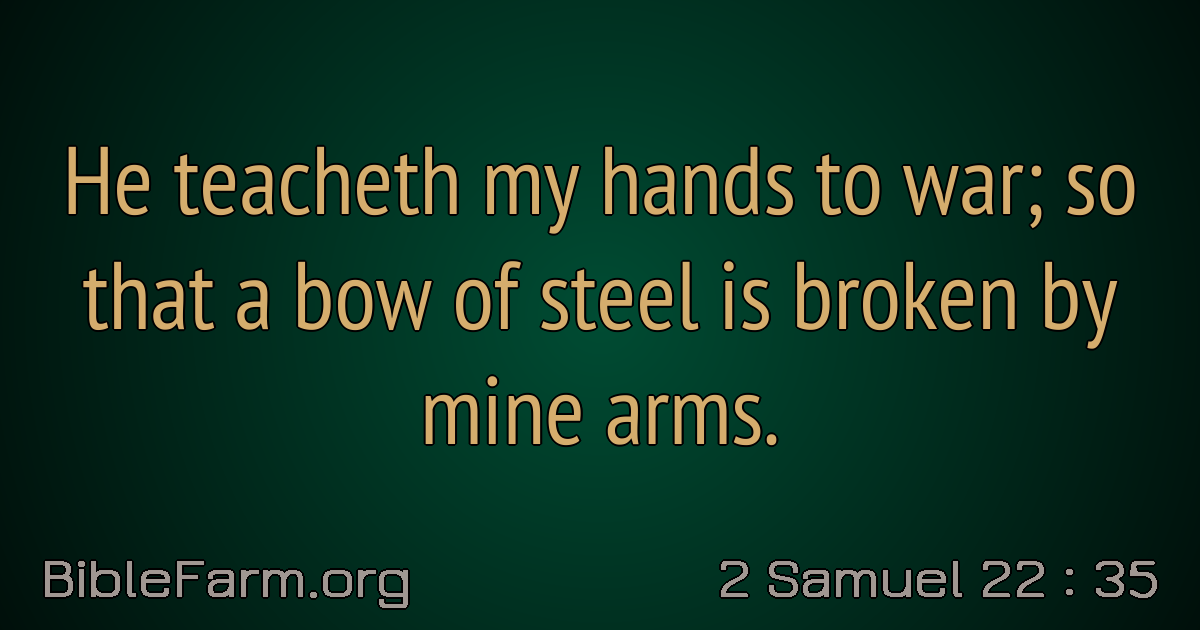 He teacheth my hands to war; so
that a bow of steel is broken by
mine arms.
BibleFarm.org
2 Samuel 22 : 35